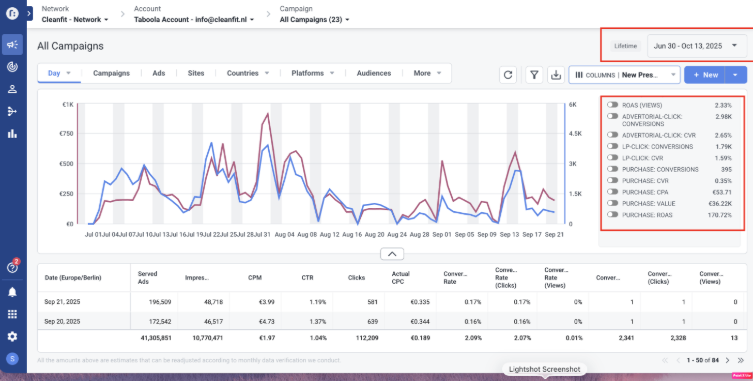 Network
Cleanfit - Network
Account
Taboola Account - info@cleanfit.nl
Campaign
All Campaigns (23)
All Campaigns
Lifetime
Jun 30 - Oct 13, 2025
Day
Campaigns
Ads
Sites
Countries
Platforms
Audiences
More
COLUMNS | New Pres...
+ New
€1K
€750
€500
€250
€0
6K
4.5K
3K
1.5K
0
Jul 01 Jul 04 Jul 07 Jul 10 Jul 13 Jul 16 Jul 19 Jul 22 Jul 25 Jul 28 Jul 31 Aug 04 Aug 08 Aug 12 Aug 16 Aug 20 Aug 24 Aug 28 Sep 01 Sep 05 Sep 09 Sep 13 Sep 17 Sep 21
ROAS (VIEWS) 2.33%
ADVERTORIAL-CLICK: CONVERSIONS 2.98K
ADVERTORIAL-CLICK: CVR 2.65%
LP-CLICK: CONVERSIONS 1.79K
LP-CLICK: CVR 1.59%
PURCHASE: CONVERSIONS 395
PURCHASE: CVR 0.35%
PURCHASE: CPA €53.71
PURCHASE: VALUE €36.22K
PURCHASE: ROAS 170.72%
Date (Europe/Berlin) Served Ads Impres... CPM CTR Clicks Actual CPC Conver... Rate Conve... Rate (Clicks) Conve... Rate (Views) Conver... Conver... (Clicks) Conver... (Views)
Sep 21, 2025 196,509 48,718 €3.99 1.19% 581 €0.335 0.17% 0.17% 0% 1 1 0
Sep 20, 2025 172,542 46,517 €4.73 1.37% 639 €0.344 0.16% 0.16% 0% 1 1 0
41,305,851 10,770,471 €1.97 1.04% 112,209 €0.189 2.09% 2.07% 0.01% 2,341 2,328 13
All the amounts above are estimates that can be readjusted according to monthly data verification we conduct
1 - 50 of 84
2
S
Lightshot Screenshot